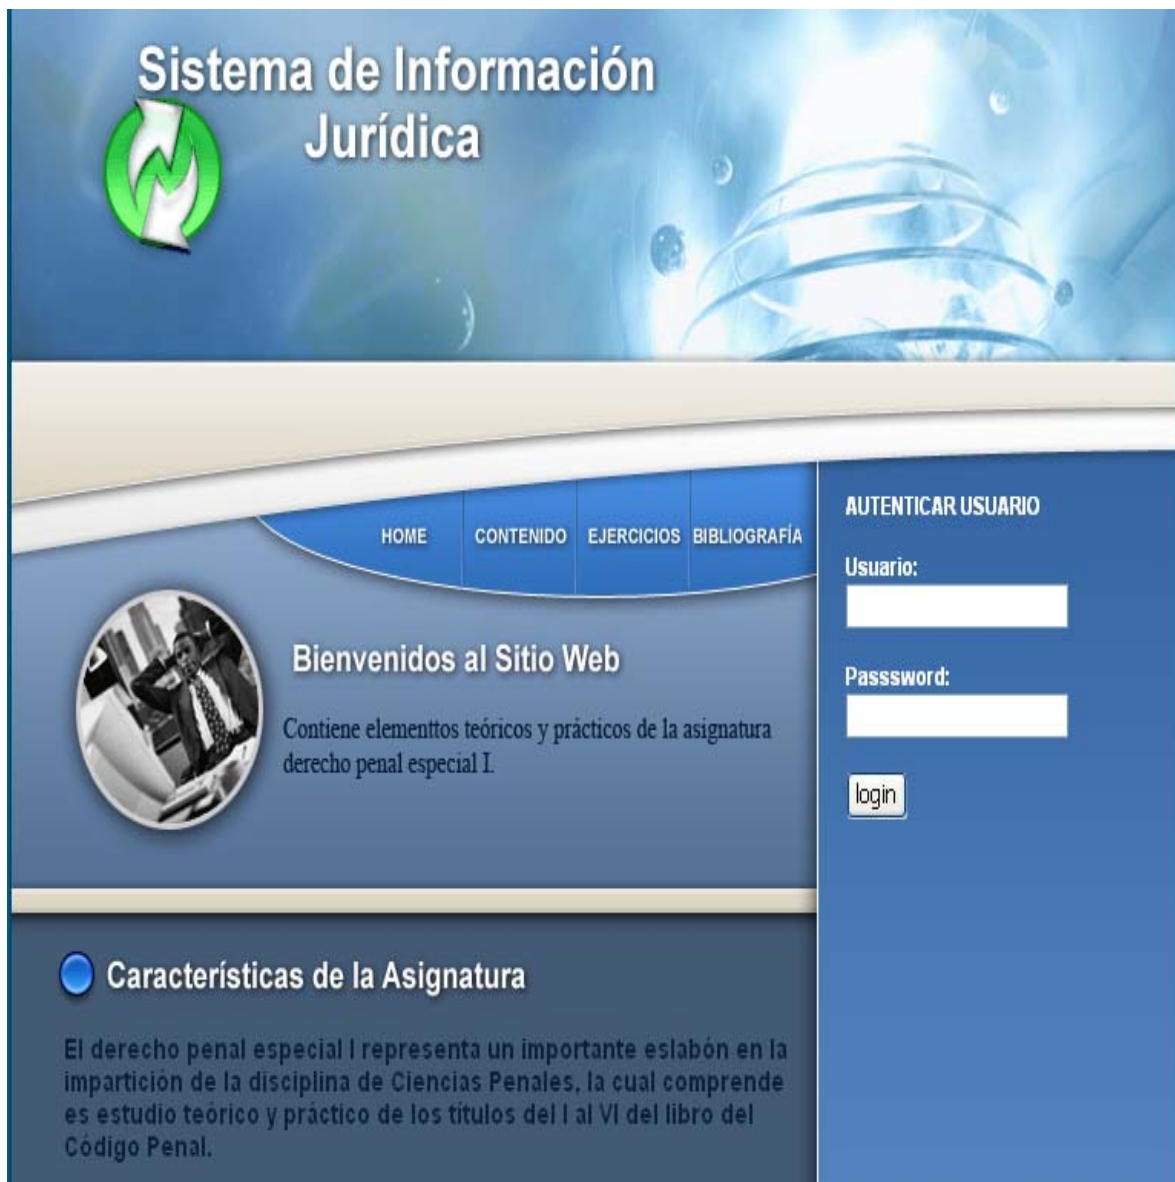 Sistema de Información
Jurídica
HOME CONTENIDO EJERCICIOS BIBLIOGRAFÍA
Bienvenidos al Sitio Web
Contiene elementtos teóricos y prácticos de la asignatura
derecho penal especial I.
AUTENTICAR USUARIO
Usuario:
Passsword:
login
Características de la Asignatura
El derecho penal especial I representa un importante eslabón en la
impartición de la disciplina de Ciencias Penales, la cual comprende
es estudio teórico y práctico de los títulos del I al VI del libro del
Código Penal.